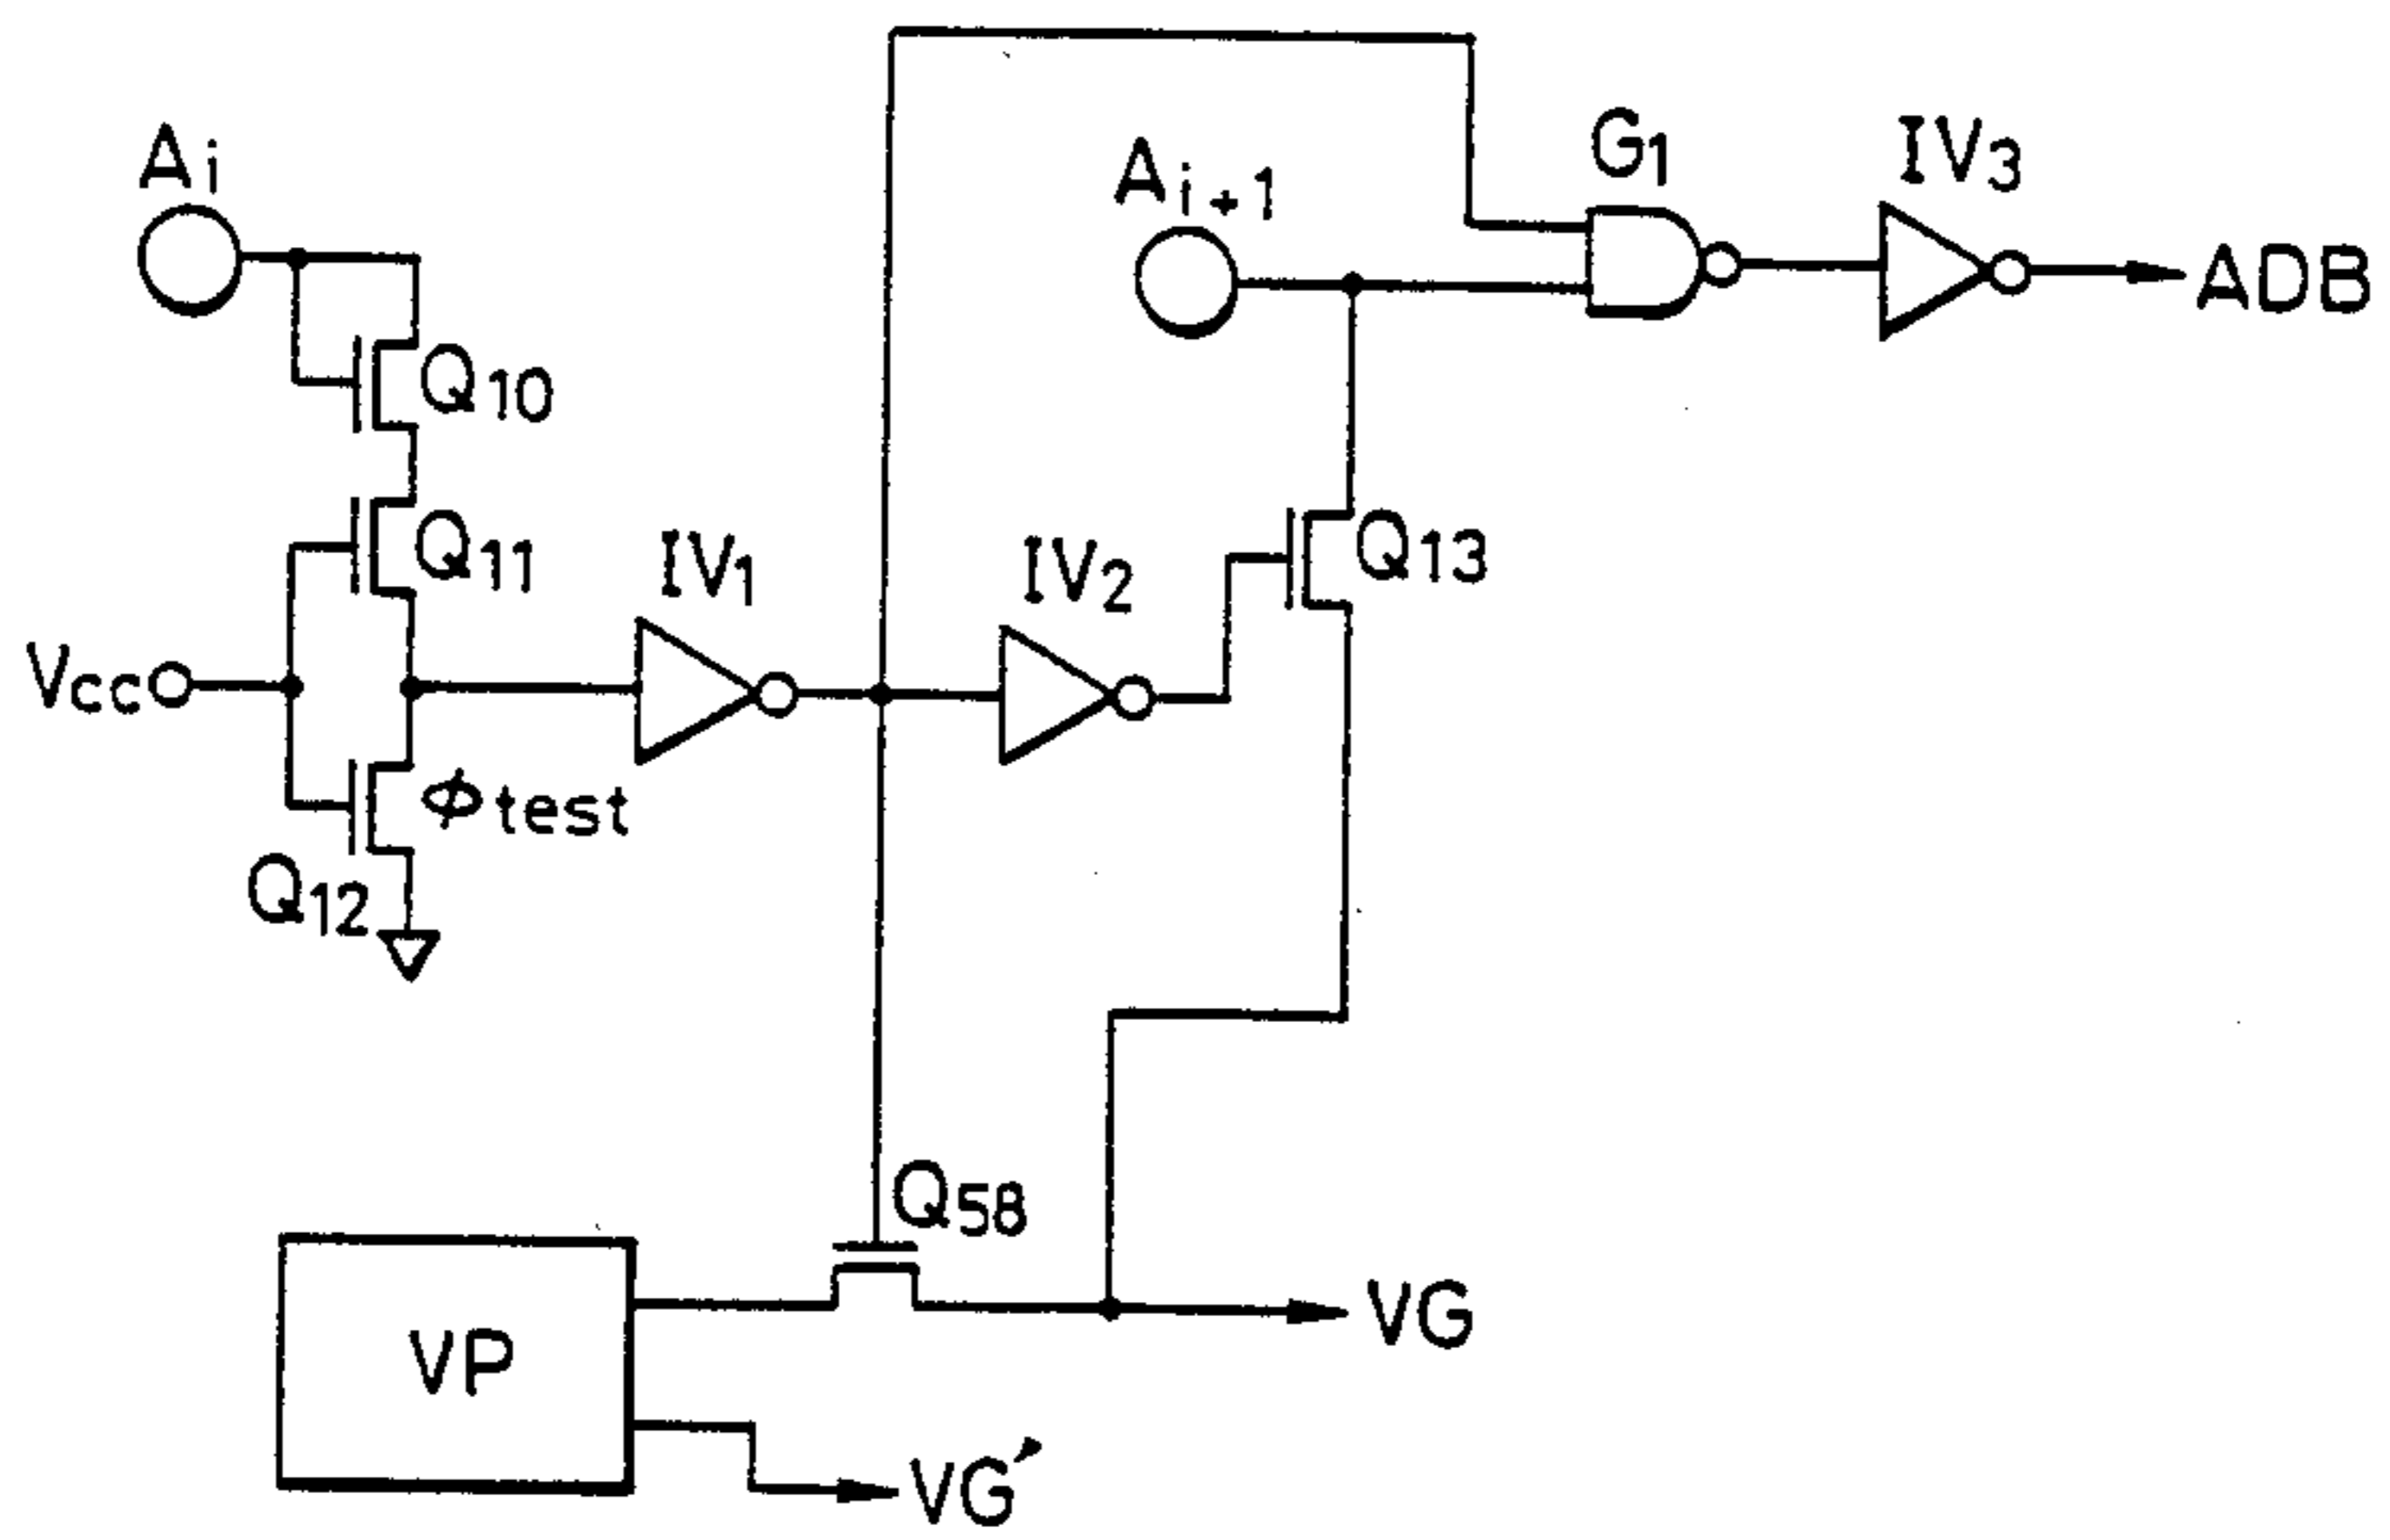 Ai
Ai+1
G1
IV3
ADB
Q10
Q11
IV1
IV2
Q13
Vcc
φtest
Q12
Q58
VP
VG
VG'